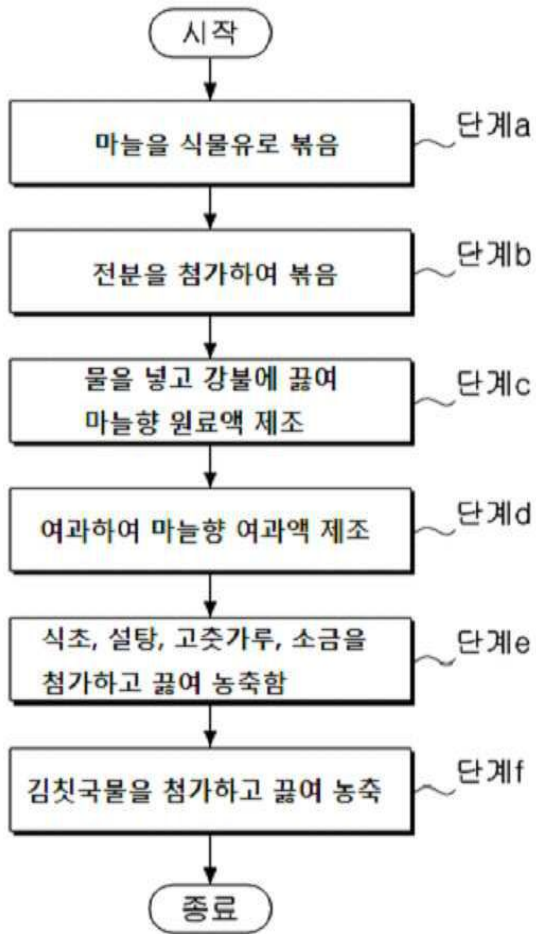 시작
마늘을 식물유로 볶음
단계a
전분을 첨가하여 볶음
단계b
물을 넣고 강불에 끓여
마늘향 원료액 제조
단계c
여과하여 마늘향 여과액 제조
단계d
식초, 설탕, 고춧가루, 소금을
첨가하고 끓여 농축함
단계e
김칫국물을 첨가하고 끓여 농축
단계f
종료